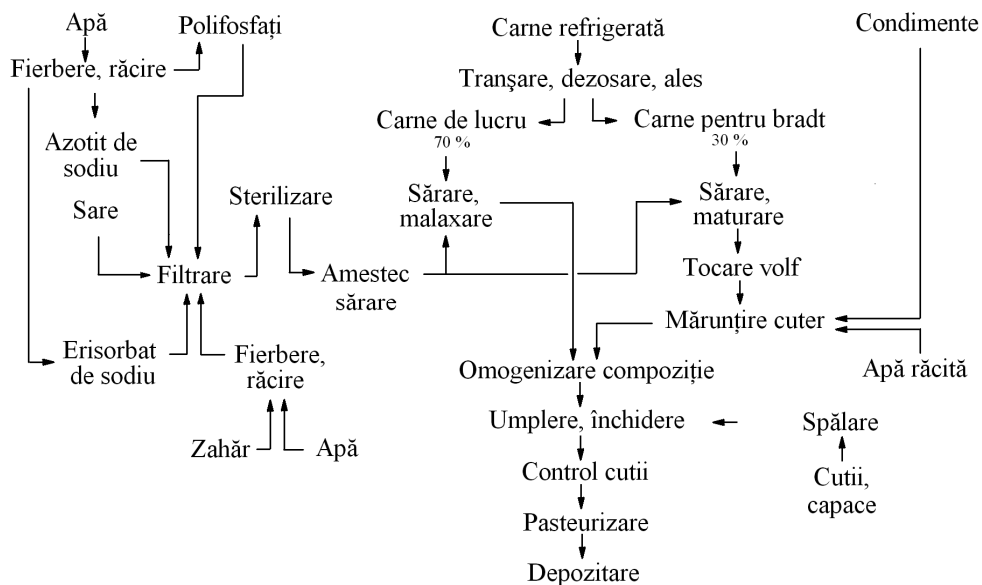 Apă
Polifosfați
Carne refrigerată
Condimente
Fierbere, răcire
Tranşare, dezosare, ales
Carne de lucru
70 %
Carne pentru bradt
30 %
Azotit de
sodiu
Sterilizare
Sare
Sărare,
malaxare
Sărare,
maturare
Filtrare
Amestec
sărare
Tocare volf
Mărunțire cuter
Erisorbat
de sodiu
Fierbere,
răcire
Omogenizare compoziție
Apă răcită
Zahăr
Apă
Umplere, închidere
Spălare
Control cutii
Cutii,
capace
Pasteurizare
Depozitare